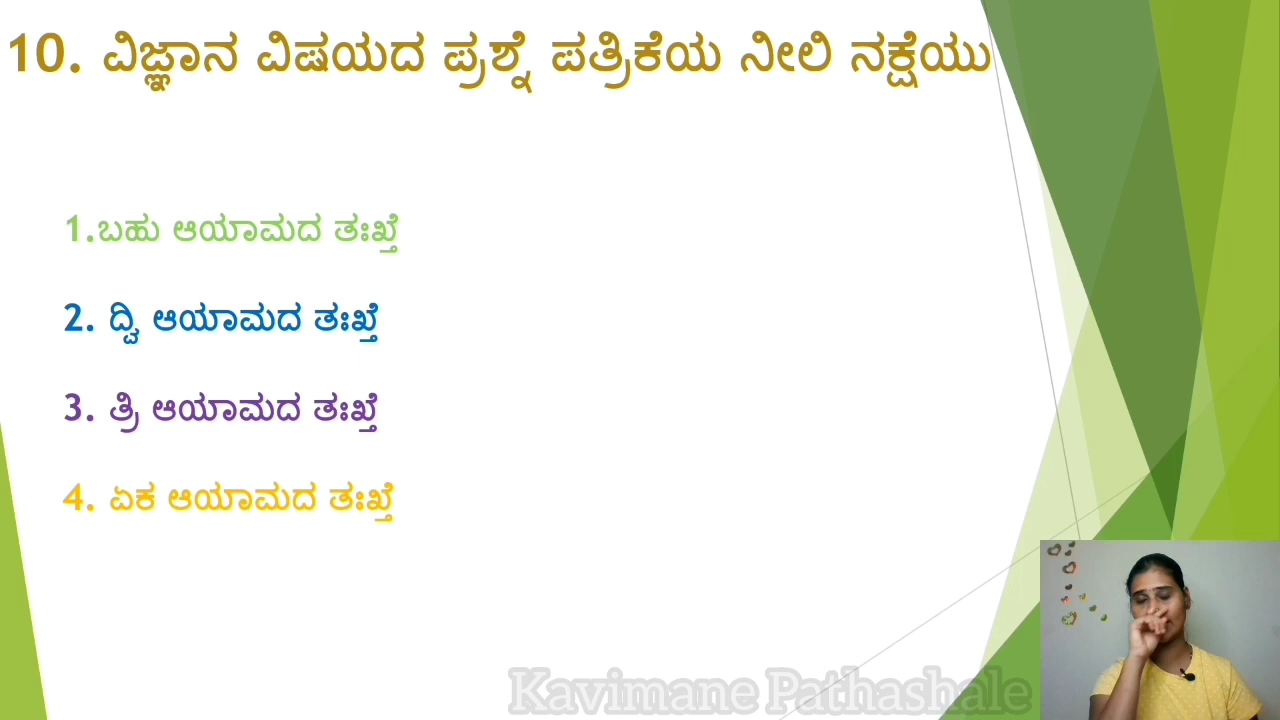 10. ವಿಜ್ಞಾನ ವಿಷಯದ ಪ್ರಶ್ನೆ ಪತ್ರಿಕೆಯ ನೀಲಿ ನಕ್ಷೆಯು
1.ಬಹು ಆಯಾಮದ ತಃಖ್ತೆ
2. ದ್ವಿ ಆಯಾಮದ ತಃಖ್ತೆ
3. ತ್ರಿ ಆಯಾಮದ ತಃಖ್ತೆ
4. ಏಕ ಆಯಾಮದ ತಃಖ್ತೆ
Kavimane Pathashale